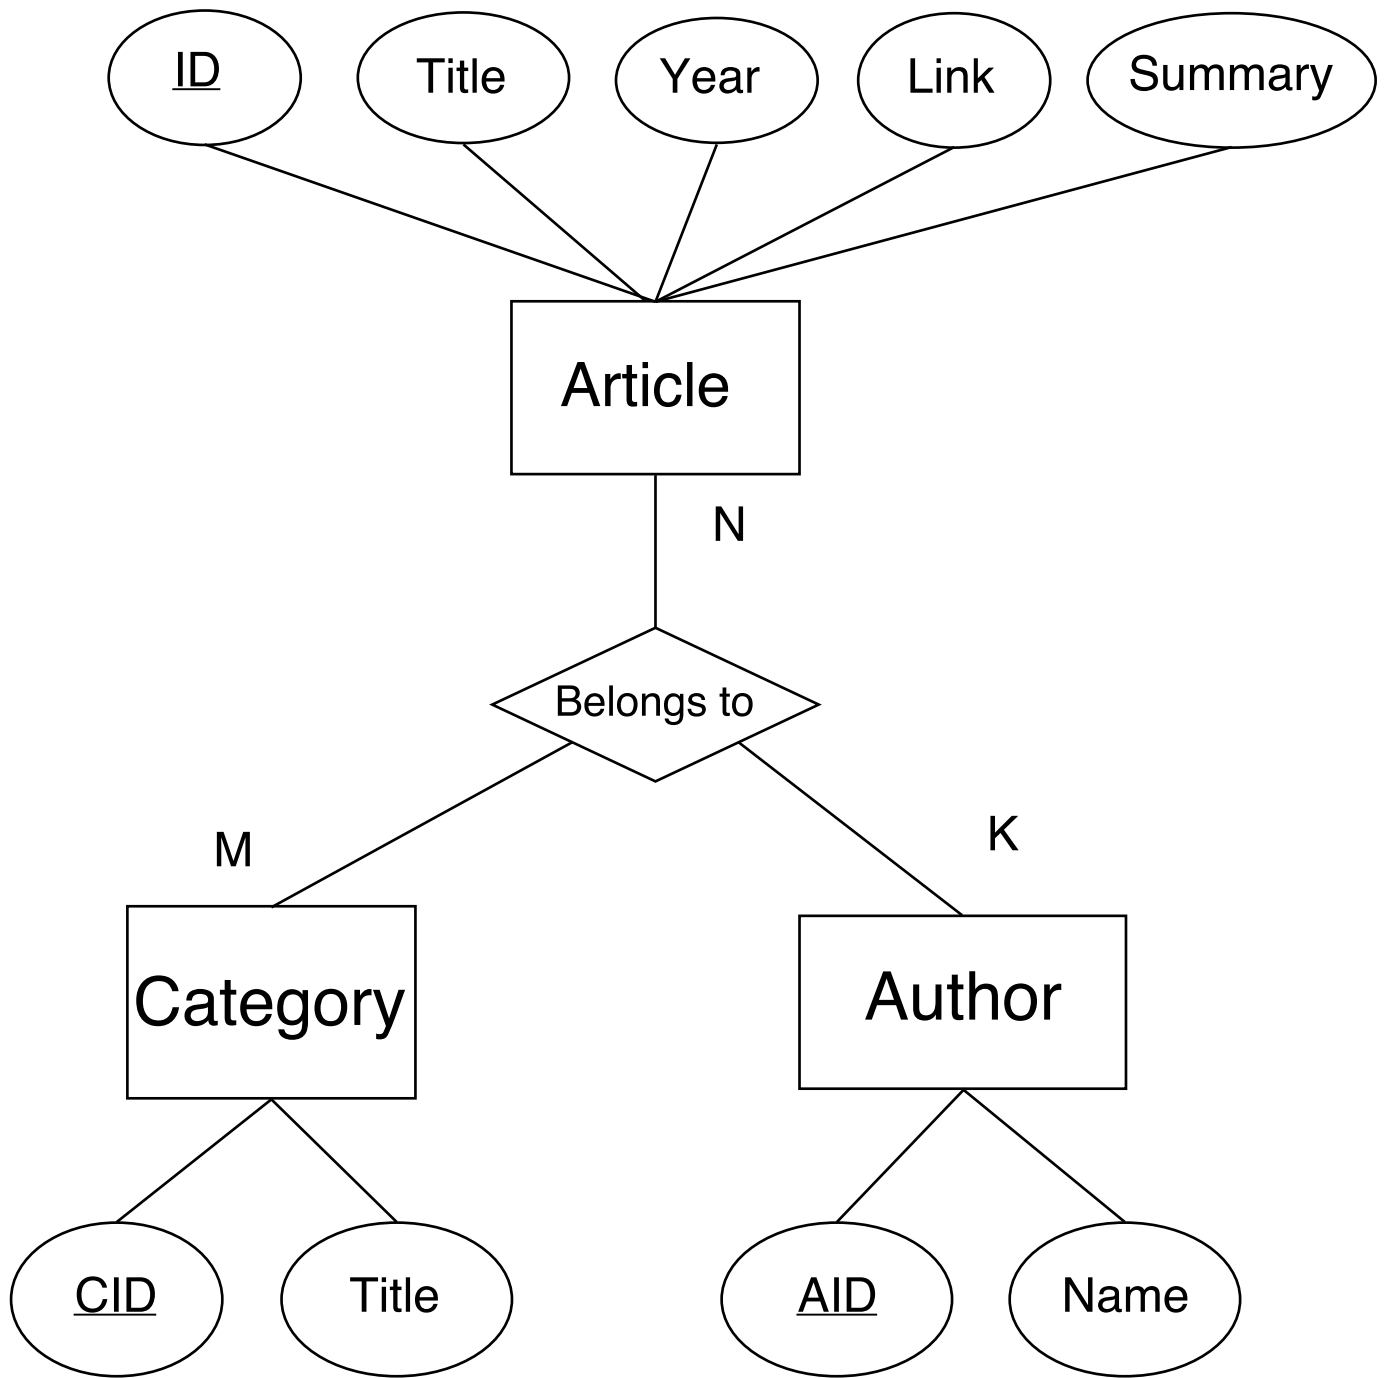 ID
Title
Year
Link
Summary
Article
N
Belongs to
M
K
Category
Author
CID
Title
AID
Name